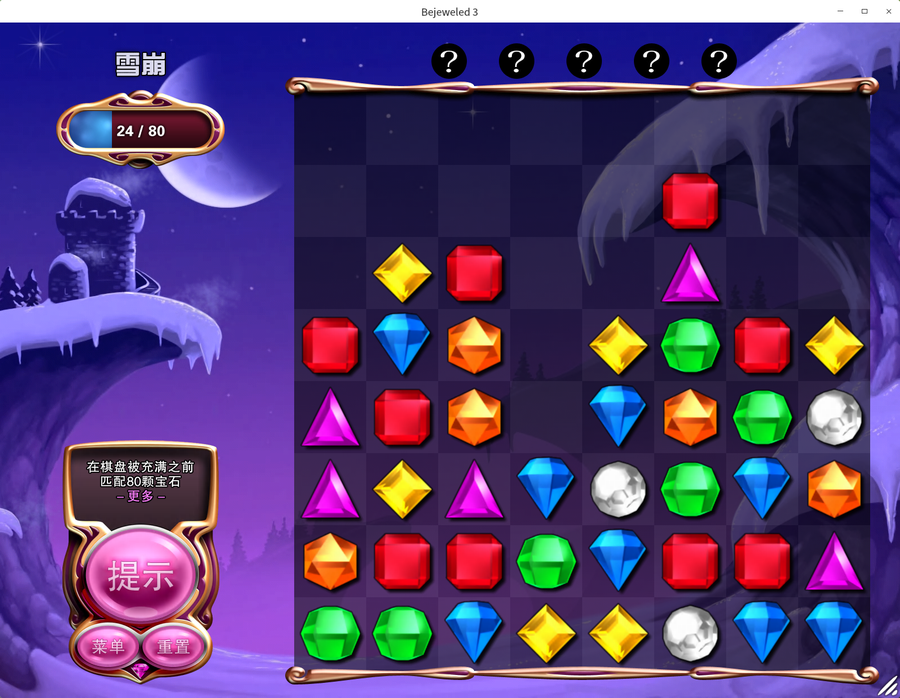 Bejeweled 3
雪崩
? ? ? ? ?
24 / 80
在棋盘被充满之前
匹配80颗宝石
– 更多 –
提示
菜单
重置